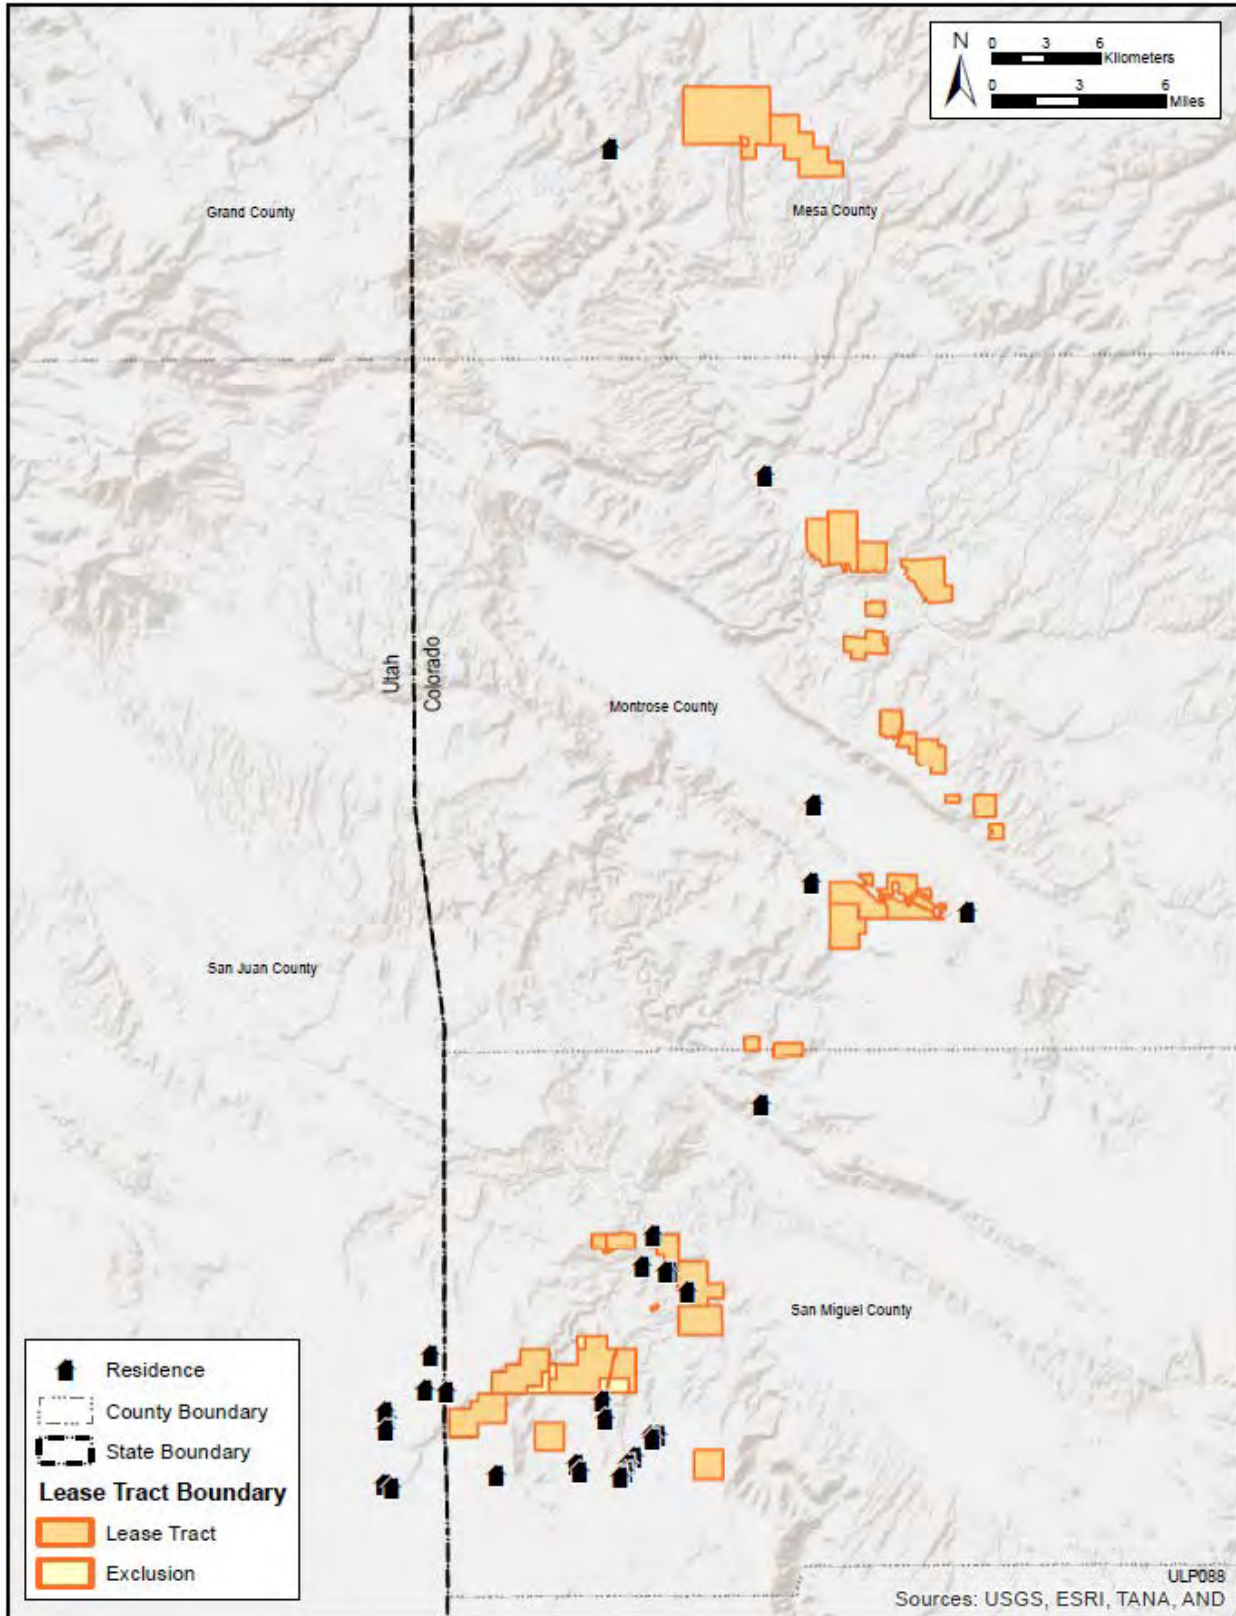 N
0 3 6
Kilometers
0 3 6
Miles
Grand County
Mesa County
Utah
Colorado
Montrose County
San Juan County
San Miguel County
Residence
County Boundary
State Boundary
Lease Tract Boundary
Lease Tract
Exclusion
ULP088
Sources: USGS, ESRI, TANA, AND